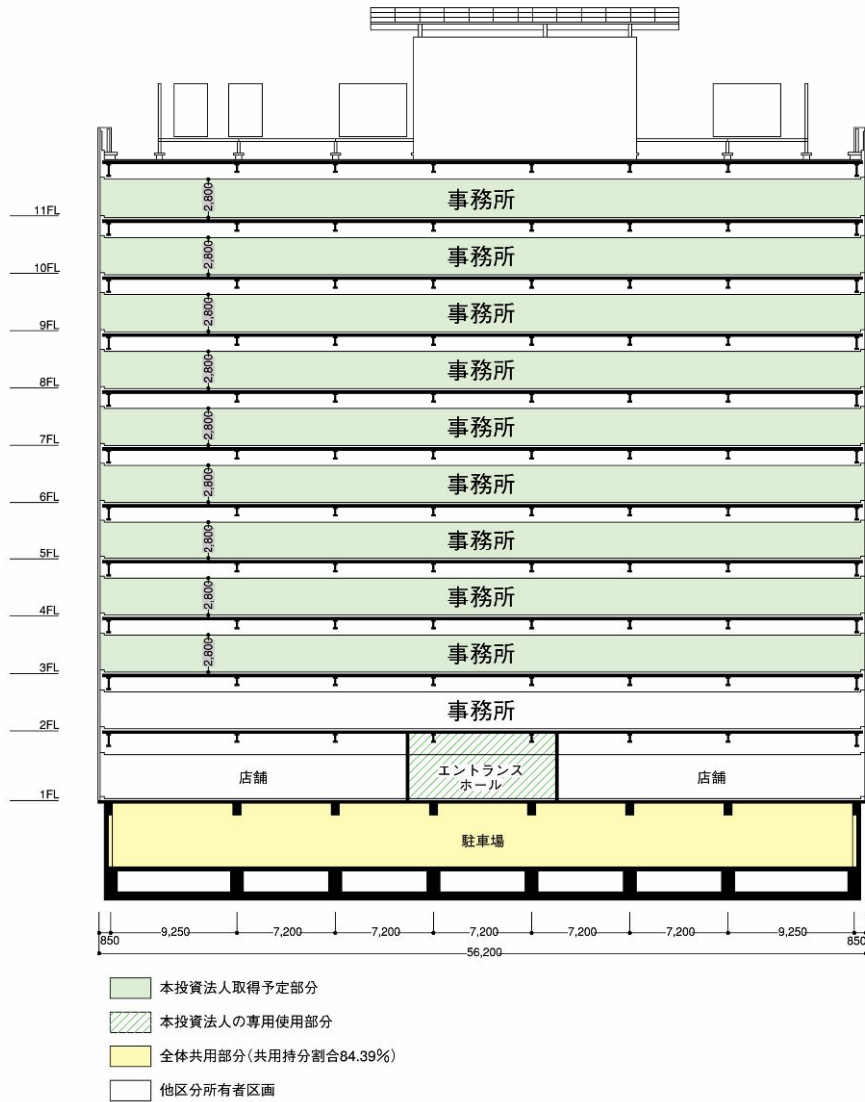 2,800
事務所
11FL
2,800
事務所
10FL
2,800
事務所
9FL
2,800
事務所
8FL
2,800
事務所
7FL
2,800
事務所
6FL
2,800
事務所
5FL
2,800
事務所
4FL
2,800
事務所
3FL
事務所
2FL
店舗
エントランス
ホール
店舗
1FL
駐車場
850
9,250
7,200
7,200
7,200
7,200
7,200
9,250
850
56,200
本投資法人取得予定部分
本投資法人の専用使用部分
全体共用部分(共用持分割合84.39%)
他区分所有者区画